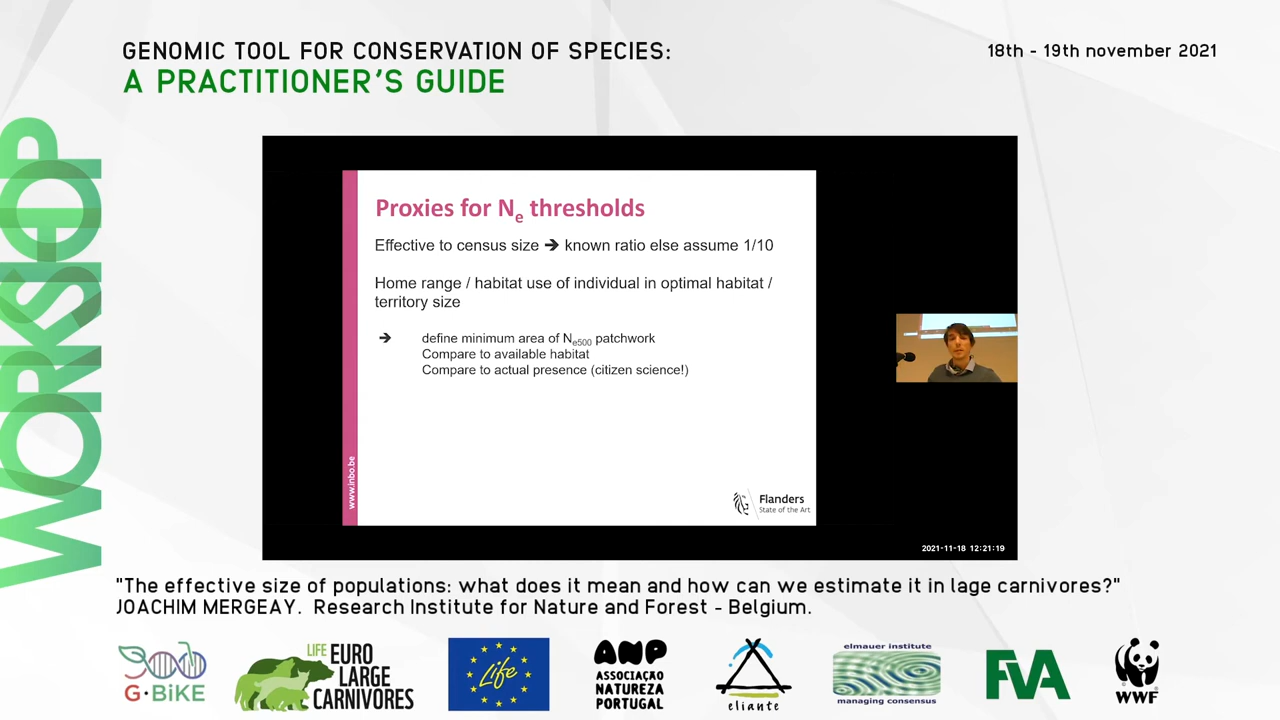 GENOMIC TOOL FOR CONSERVATION OF SPECIES:
18th - 19th november 2021
A PRACTITIONER'S GUIDE
WORKSHOP
Proxies for Ne thresholds
Effective to census size ➔ known ratio else assume 1/10
Home range / habitat use of individual in optimal habitat /
territory size
➔ define minimum area of Ne500 patchwork
Compare to available habitat
Compare to actual presence (citizen science!)
www.inbo.be
Flanders
State of the Art
2021-11-18 12:21:19
"The effective size of populations: what does it mean and how can we estimate it in lage carnivores?"
JOACHIM MERGEAY. Research Institute for Nature and Forest - Belgium.
G·BiKE
LIFE EURO
LARGE
CARNIVORES
Life
ANP
ASSOCIAÇÃO
NATUREZA
PORTUGAL
eliante
elmauer institute
managing consensus
FVA
WWF